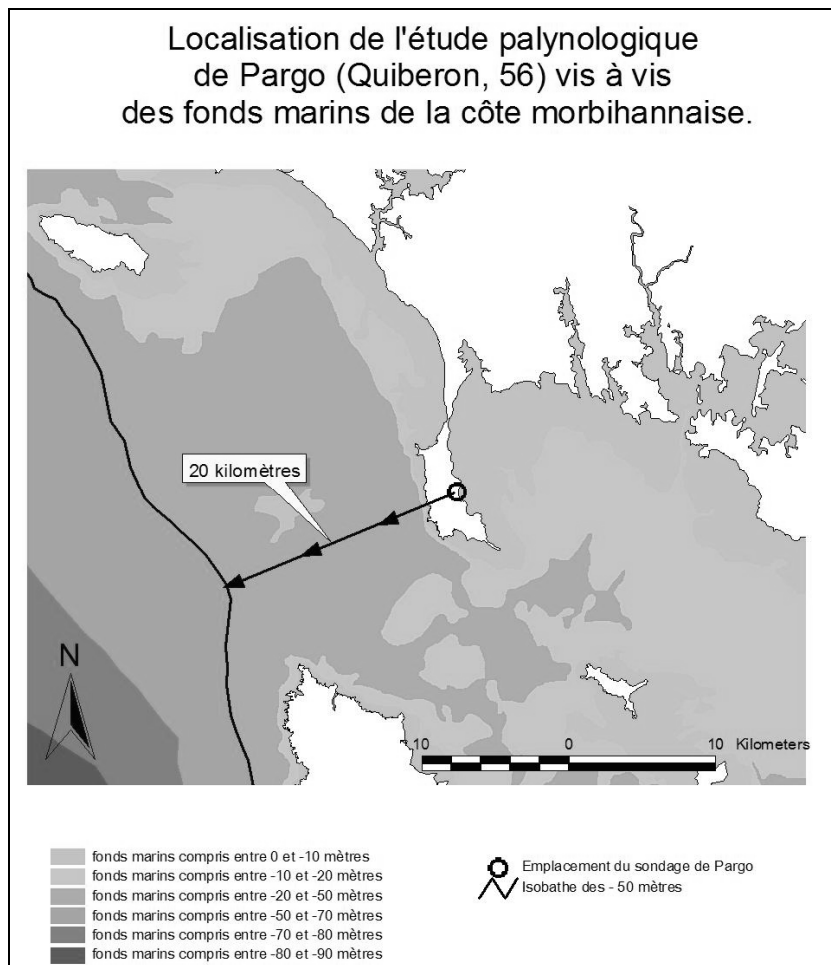 Localisation de l'étude palynologique
de Pargo (Quiberon, 56) vis à vis
des fonds marins de la côte morbihannaise.
20 kilomètres
N
10 0 10 Kilometers
fonds marins compris entre 0 et -10 mètres
fonds marins compris entre -10 et -20 mètres
fonds marins compris entre -20 et -50 mètres
fonds marins compris entre -50 et -70 mètres
fonds marins compris entre -70 et -80 mètres
fonds marins compris entre -80 et -90 mètres
Emplacement du sondage de Pargo
Isobathe des - 50 mètres